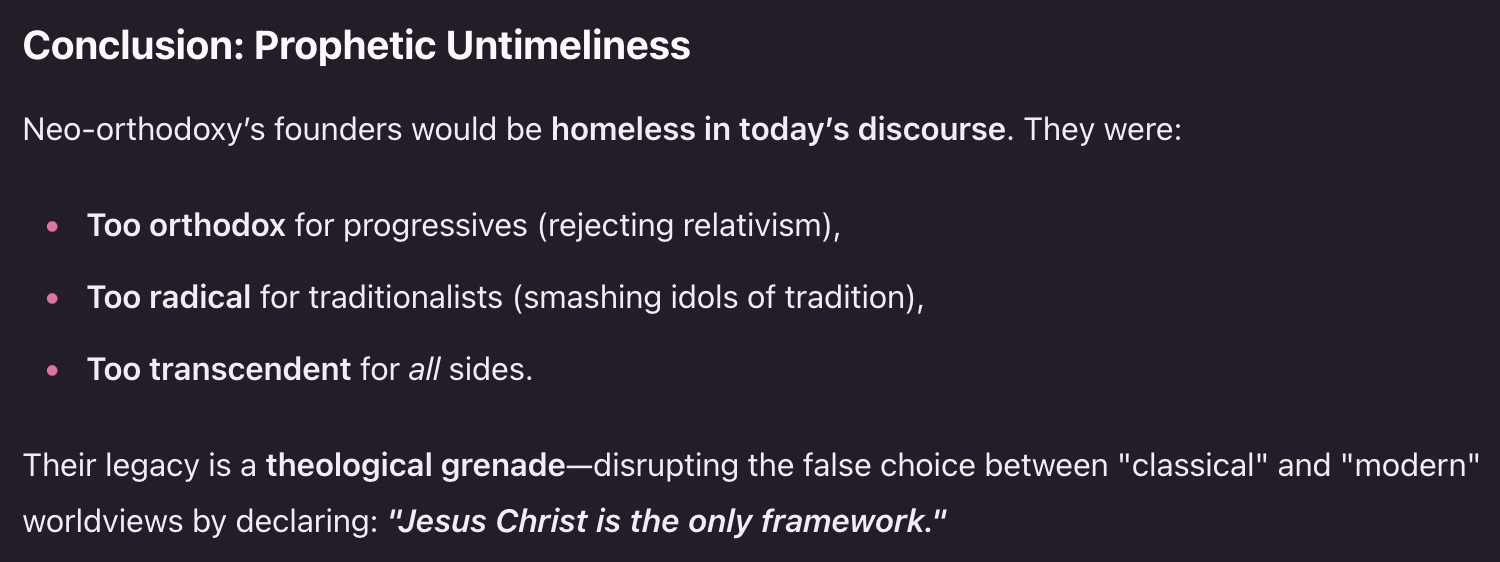 Conclusion: Prophetic Untimeliness
Neo-orthodoxy’s founders would be homeless in today’s discourse. They were:
• Too orthodox for progressives (rejecting relativism),
• Too radical for traditionalists (smashing idols of tradition),
• Too transcendent for all sides.
Their legacy is a theological grenade—disrupting the false choice between "classical" and "modern"
worldviews by declaring: "Jesus Christ is the only framework."